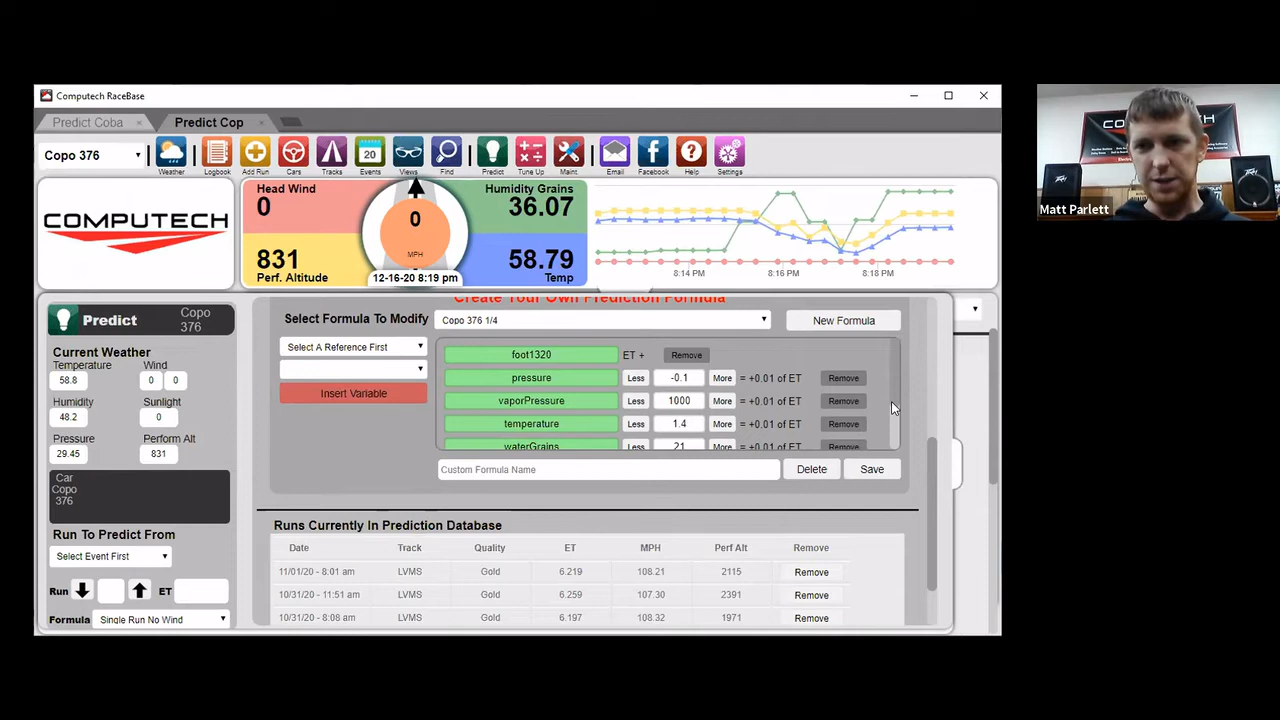 Computech RaceBase
Predict Coba × Predict Cop ×
Copo 376
Weather Logbook Add Run Cars Tracks Events Views Find Predict Tune Up Maint Email Facebook Help Settings
20
COMPUTECH
Head Wind
0
831
Perf. Altitude
0
MPH
12-16-20 8:19 pm
Humidity Grains
36.07
58.79
Temp
8:14 PM 8:16 PM 8:18 PM
Matt Parlett
Predict
Copo
376
Current Weather
Temperature Wind
58.8 0 0
Humidity Sunlight
48.2 0
Pressure Perform Alt
29.45 831
Car
Copo
376
Run To Predict From
Select Event First
Run ET
Formula Single Run No Wind
Create Your Own Prediction Formula
Select Formula To Modify Copo 376 1/4 New Formula
Select A Reference First
Insert Variable
foot1320 ET + Remove
pressure Less -0.1 More = +0.01 of ET Remove
vaporPressure Less 1000 More = +0.01 of ET Remove
temperature Less 1.4 More = +0.01 of ET Remove
waterGrains Less 21 More = +0.01 of ET Remove
Custom Formula Name Delete Save
Runs Currently In Prediction Database
Date Track Quality ET MPH Perf Alt Remove
11/01/20 - 8:01 am LVMS Gold 6.219 108.21 2115 Remove
10/31/20 - 11:51 am LVMS Gold 6.259 107.30 2391 Remove
10/31/20 - 8:08 am LVMS Gold 6.197 108.32 1971 Remove